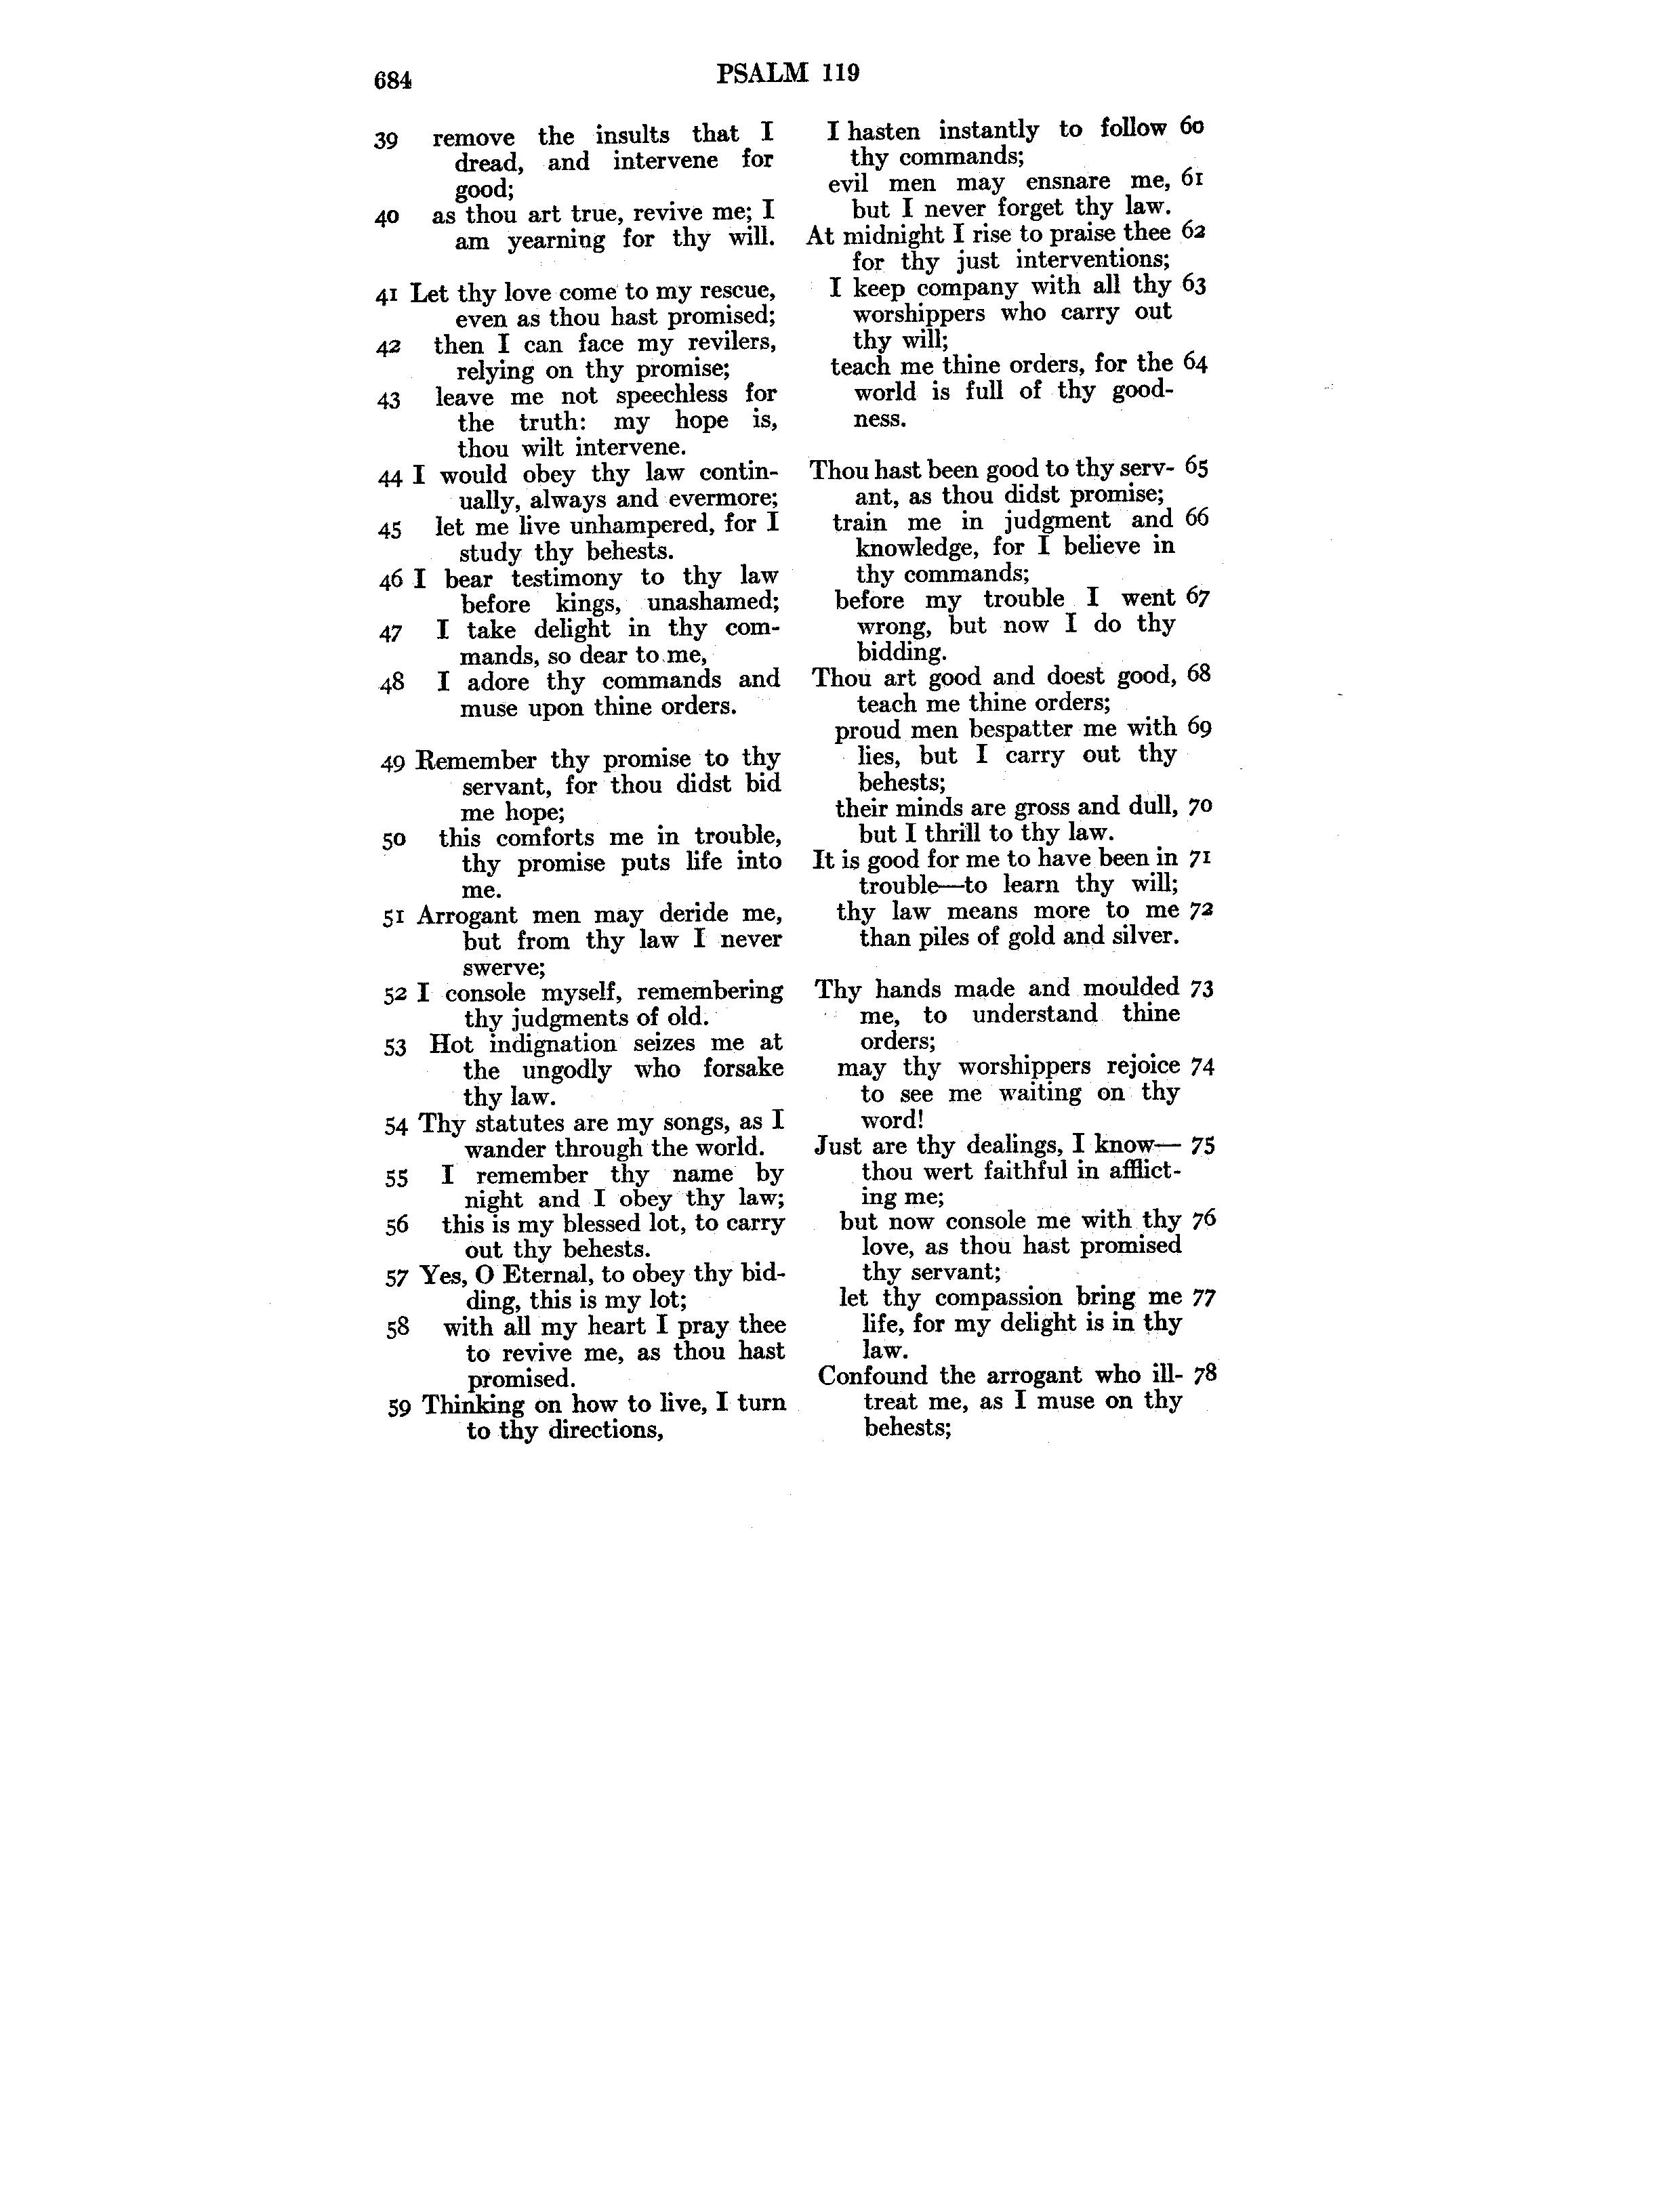 684
PSALM 119
39 remove the insults that I
dread, and intervene for
good;
40 as thou art true, revive me; I
am yearning for thy will.
41 Let thy love come to my rescue,
even as thou hast promised;
42 then I can face my revilers,
relying on thy promise;
43 leave me not speechless for
the truth: my hope is,
thou wilt intervene.
44 I would obey thy law contin-
ually, always and evermore;
45 let me live unhampered, for I
study thy behests.
46 I bear testimony to thy law
before kings, unashamed;
47 I take delight in thy com-
mands, so dear to me,
48 I adore thy commands and
muse upon thine orders.
49 Remember thy promise to thy
servant, for thou didst bid
me hope;
50 this comforts me in trouble,
thy promise puts life into
me.
51 Arrogant men may deride me,
but from thy law I never
swerve;
52 I console myself, remembering
thy judgments of old.
53 Hot indignation seizes me at
the ungodly who forsake
thy law.
54 Thy statutes are my songs, as I
wander through the world.
55 I remember thy name by
night and I obey thy law;
56 this is my blessed lot, to carry
out thy behests.
57 Yes, O Eternal, to obey thy bid-
ding, this is my lot;
58 with all my heart I pray thee
to revive me, as thou hast
promised.
59 Thinking on how to live, I turn
to thy directions,
I hasten instantly to follow 60
thy commands;
evil men may ensnare me, 61
but I never forget thy law.
At midnight I rise to praise thee 62
for thy just interventions;
I keep company with all thy 63
worshippers who carry out
thy will;
teach me thine orders, for the 64
world is full of thy good-
ness.
Thou hast been good to thy serv- 65
ant, as thou didst promise;
train me in judgment and 66
knowledge, for I believe in
thy commands;
before my trouble I went 67
wrong, but now I do thy
bidding.
Thou art good and doest good, 68
teach me thine orders;
proud men bespatter me with 69
lies, but I carry out thy
behests;
their minds are gross and dull, 70
but I thrill to thy law.
It is good for me to have been in 71
trouble—to learn thy will;
thy law means more to me 72
than piles of gold and silver.
Thy hands made and moulded 73
me, to understand thine
orders;
may thy worshippers rejoice 74
to see me waiting on thy
word!
Just are thy dealings, I know— 75
thou wert faithful in afflict-
ing me;
but now console me with thy 76
love, as thou hast promised
thy servant;
let thy compassion bring me 77
life, for my delight is in thy
law.
Confound the arrogant who ill- 78
treat me, as I muse on thy
behests;